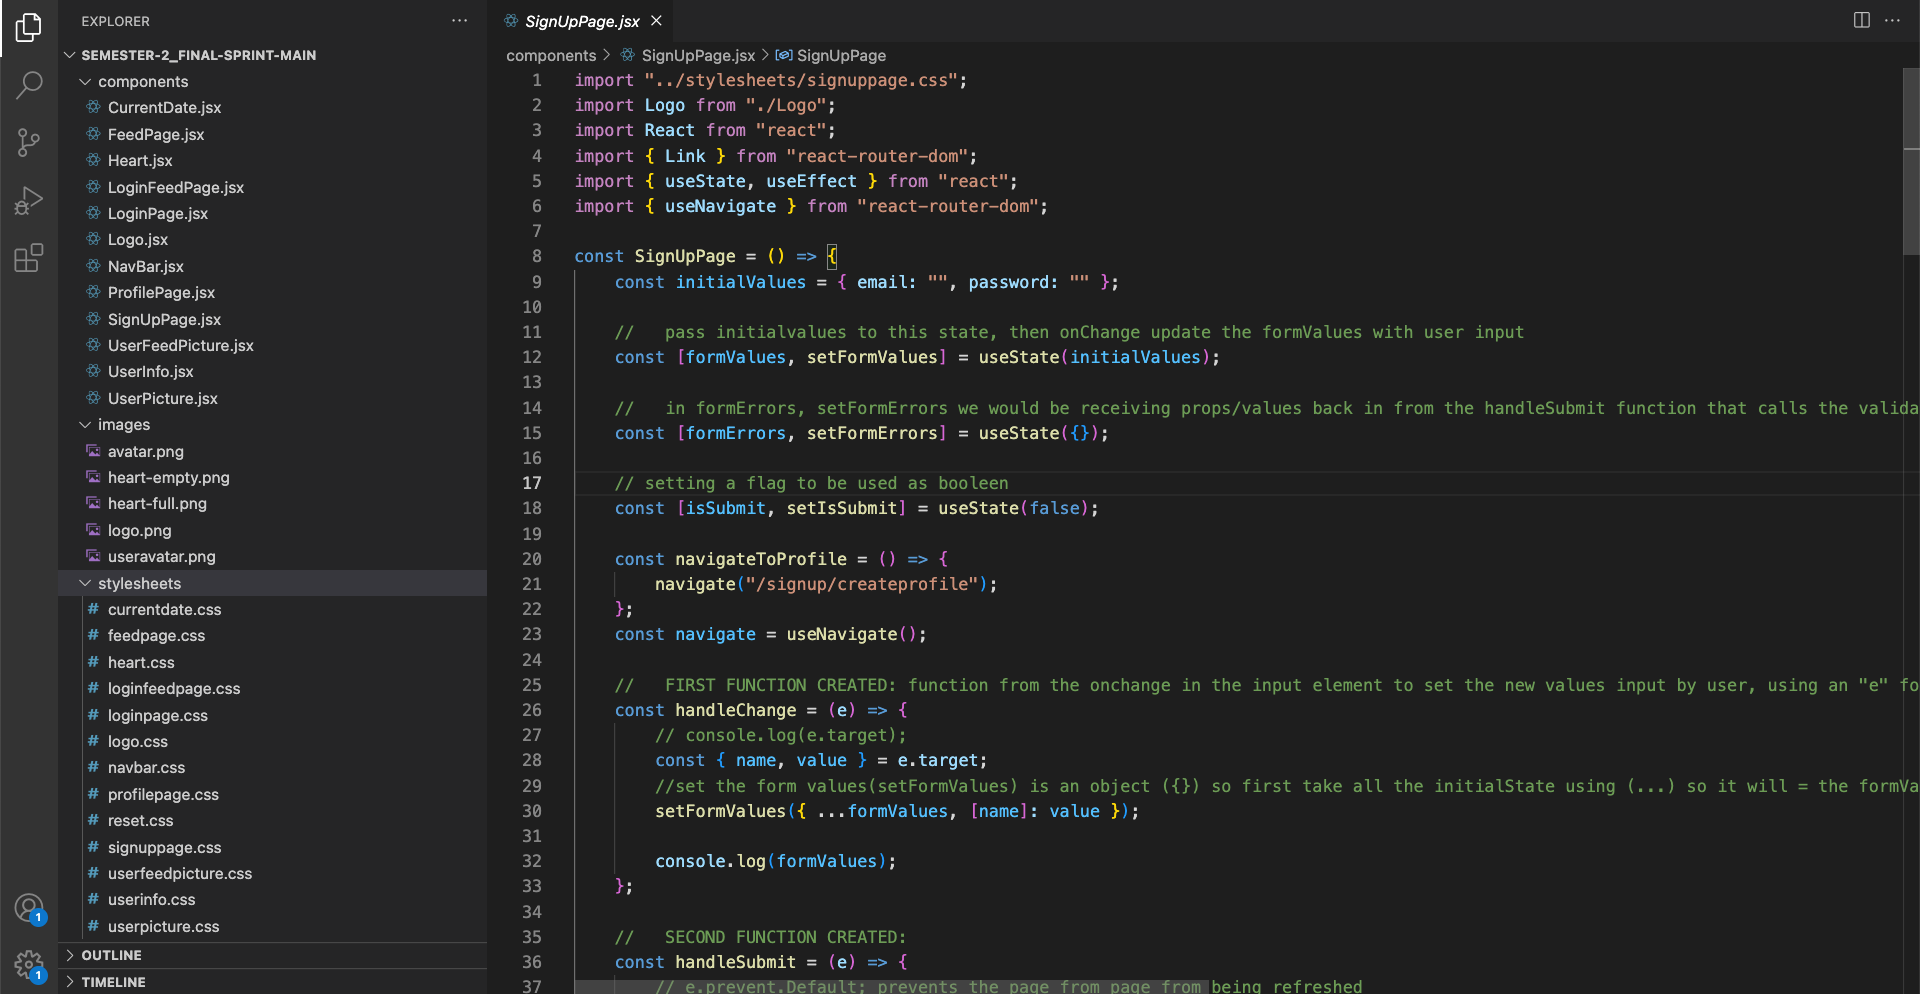 EXPLORER
SEMESTER-2_FINAL-SPRINT-MAIN
components
CurrentDate.jsx
FeedPage.jsx
Heart.jsx
LoginFeedPage.jsx
LoginPage.jsx
Logo.jsx
NavBar.jsx
ProfilePage.jsx
SignUpPage.jsx
UserFeedPicture.jsx
UserInfo.jsx
UserPicture.jsx
images
avatar.png
heart-empty.png
heart-full.png
logo.png
useravatar.png
stylesheets
# currentdate.css
# feedpage.css
# heart.css
# loginfeedpage.css
# loginpage.css
# logo.css
# navbar.css
# profilepage.css
# reset.css
# signuppage.css
# userfeedpicture.css
# userinfo.css
# userpicture.css
OUTLINE
TIMELINE
1
1
SignUpPage.jsx
components > SignUpPage.jsx > SignUpPage
1 import "../stylesheets/signuppage.css";
2 import Logo from "./Logo";
3 import React from "react";
4 import { Link } from "react-router-dom";
5 import { useState, useEffect } from "react";
6 import { useNavigate } from "react-router-dom";
7
8 const SignUpPage = () => {
9 const initialValues = { email: "", password: "" };
10
11 //   pass initialvalues to this state, then onChange update the formValues with user input
12 const [formValues, setFormValues] = useState(initialValues);
13
14 //   in formErrors, setFormErrors we would be receiving props/values back in from the handleSubmit function that calls the valida
15 const [formErrors, setFormErrors] = useState({});
16
17 // setting a flag to be used as booleen
18 const [isSubmit, setIsSubmit] = useState(false);
19
20 const navigateToProfile = () => {
21 navigate("/signup/createprofile");
22 };
23 const navigate = useNavigate();
24
25 //   FIRST FUNCTION CREATED: function from the onchange in the input element to set the new values input by user, using an "e" fo
26 const handleChange = (e) => {
27 // console.log(e.target);
28 const { name, value } = e.target;
29 //set the form values(setFormValues) is an object ({}) so first take all the initialState using (...) so it will = the formVa
30 setFormValues({ ...formValues, [name]: value });
31
32 console.log(formValues);
33 };
34
35 //   SECOND FUNCTION CREATED:
36 const handleSubmit = (e) => {
37 // e.prevent.Default; prevents the page from page from being refreshed